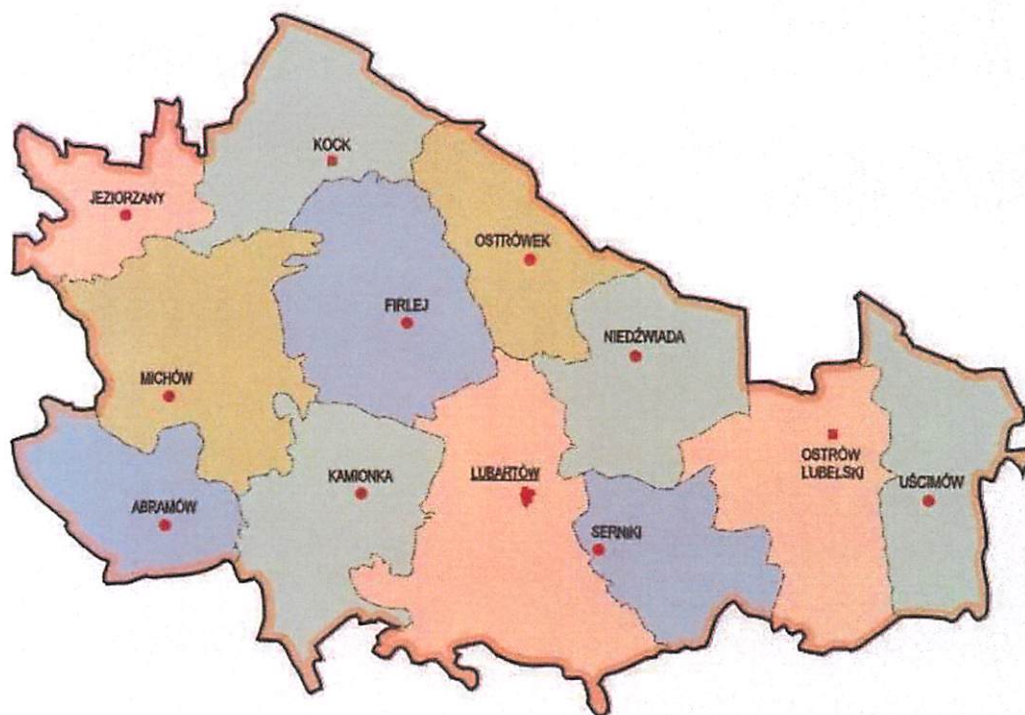 KOCK
JEZIORZANY
OSTRÓWEK
FIRLEJ
NIEDŹWIADA
MICHÓW
OSTRÓW
LUBELSKI
KAMIONKA
LUBARTÓW
UŚCIMÓW
ABRAMÓW
SERNIKI